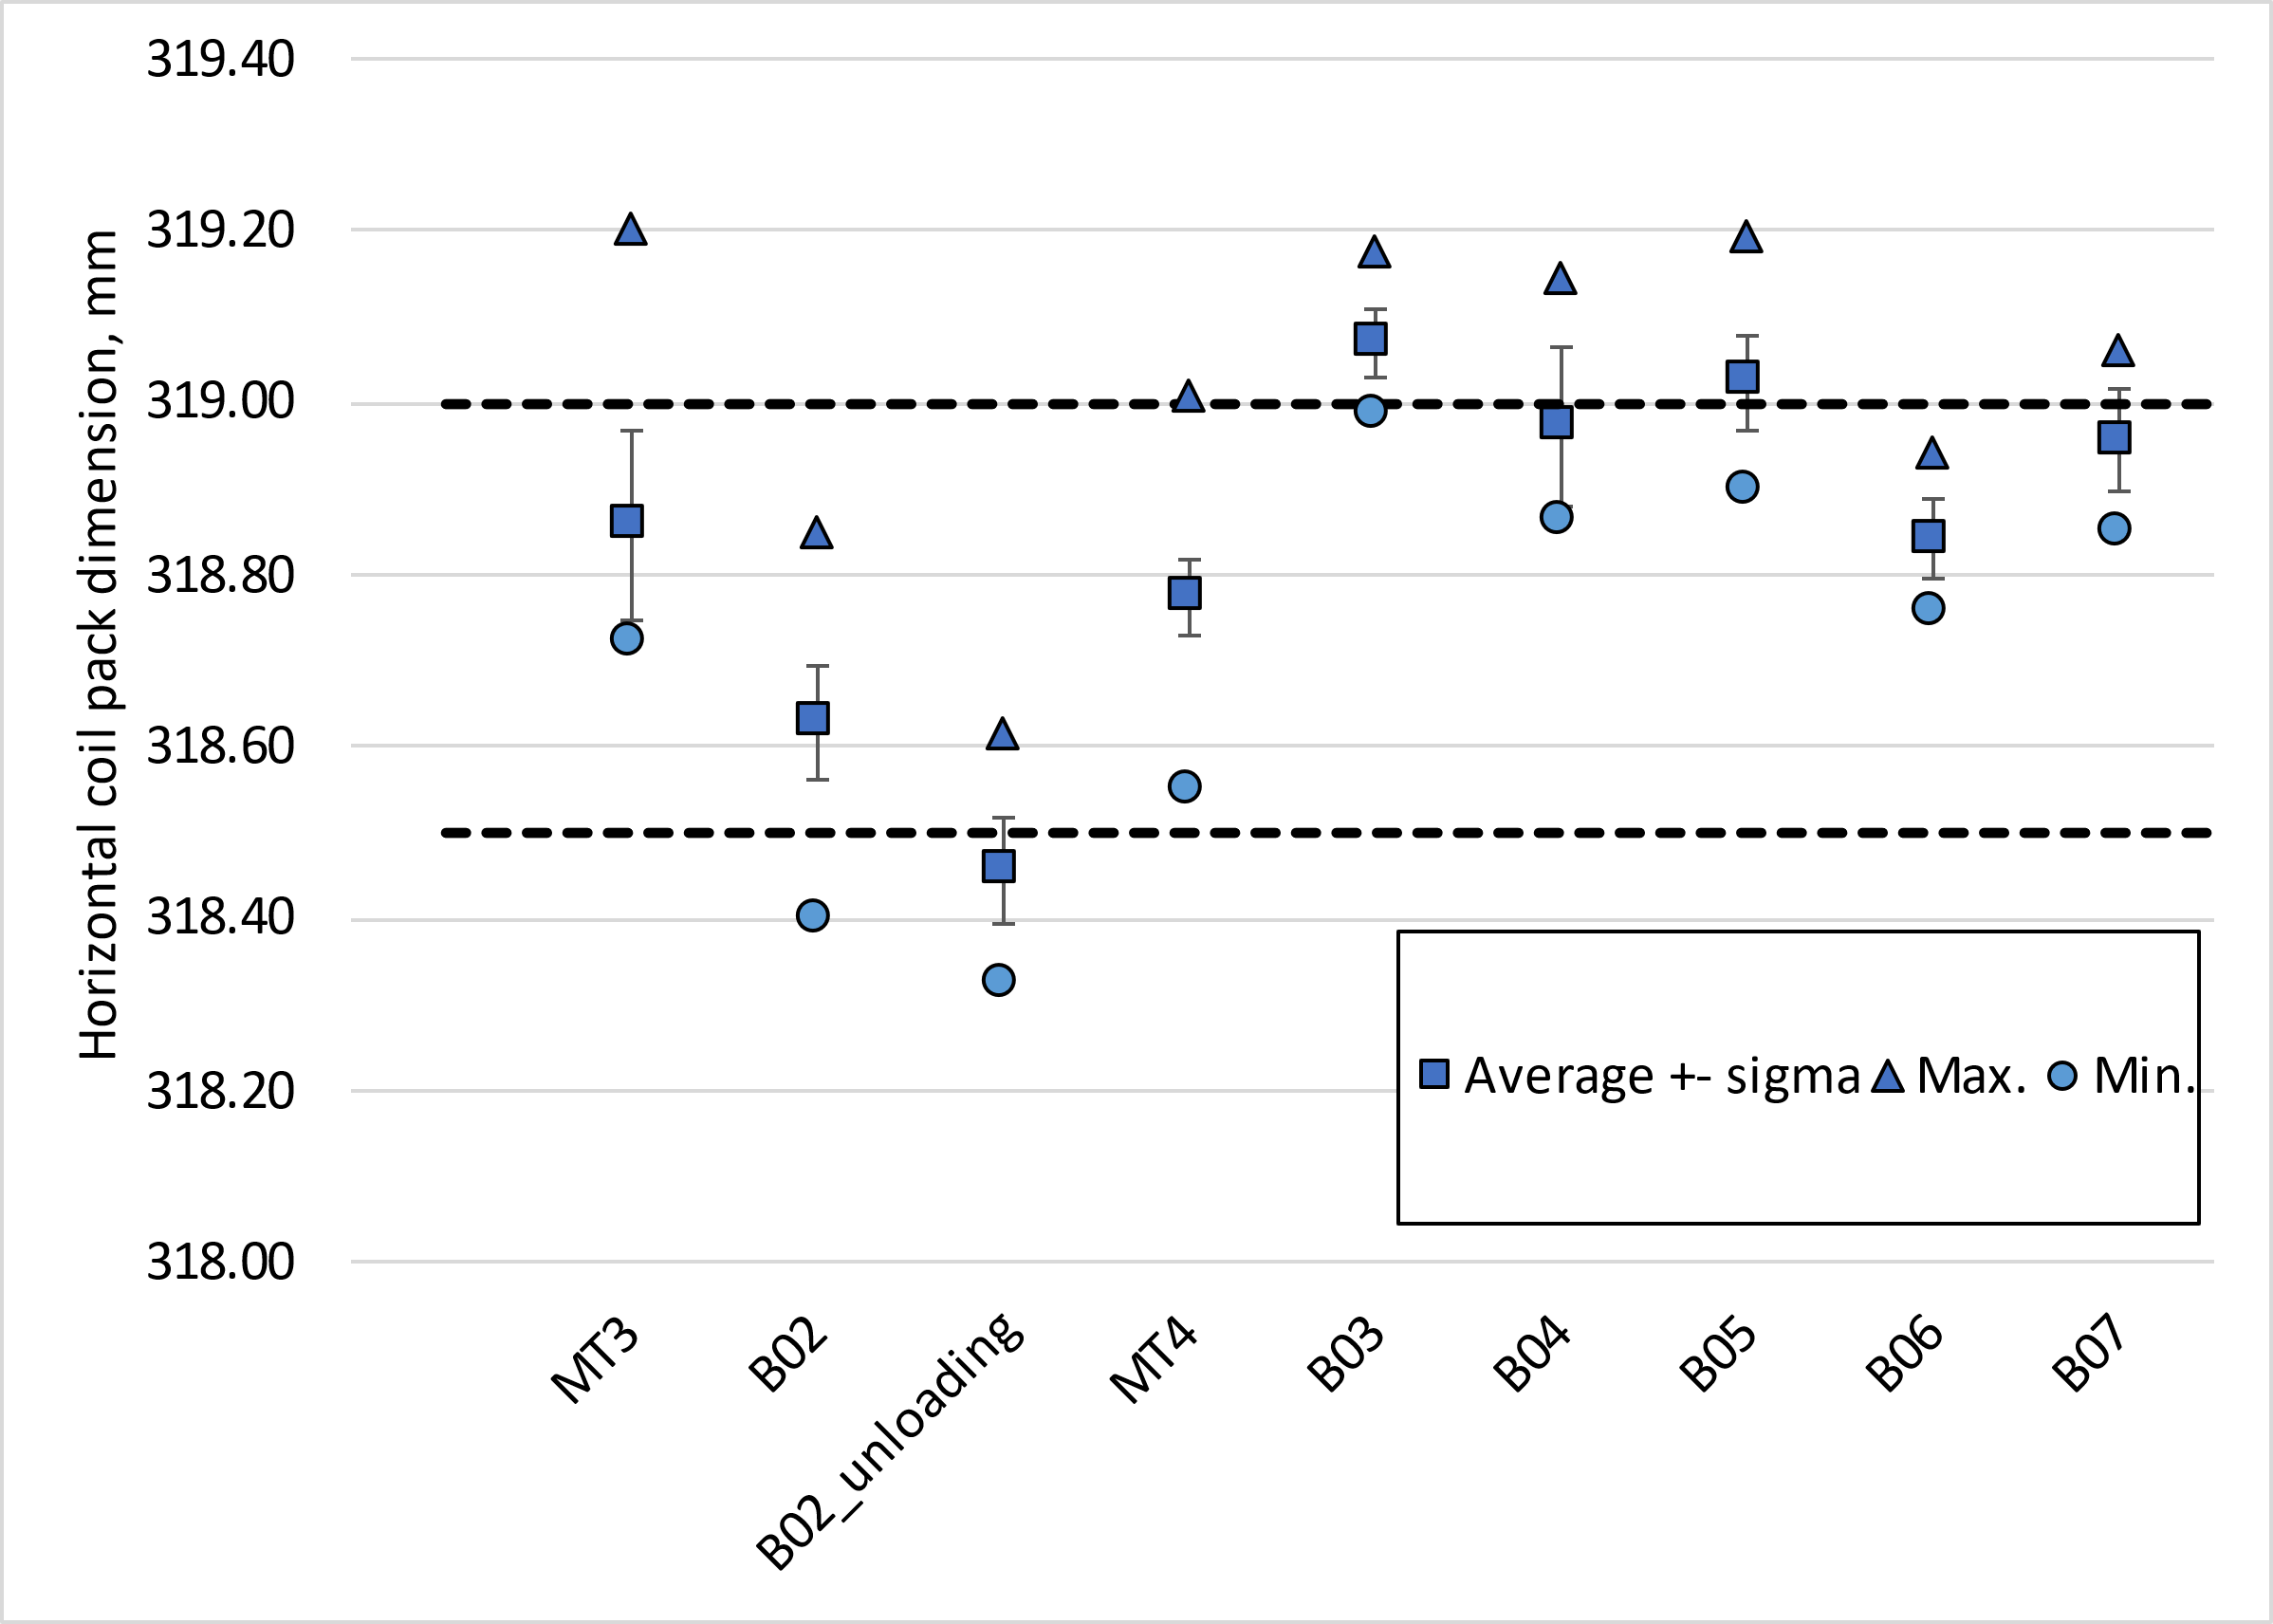 319.40
319.20
319.00
318.80
318.60
318.40
318.20
318.00
Horizontal coil pack dimension, mm
Average +- sigma Max. Min.
MT3
B02
B02_unloading
MT4
B03
B04
B05
B06
B07